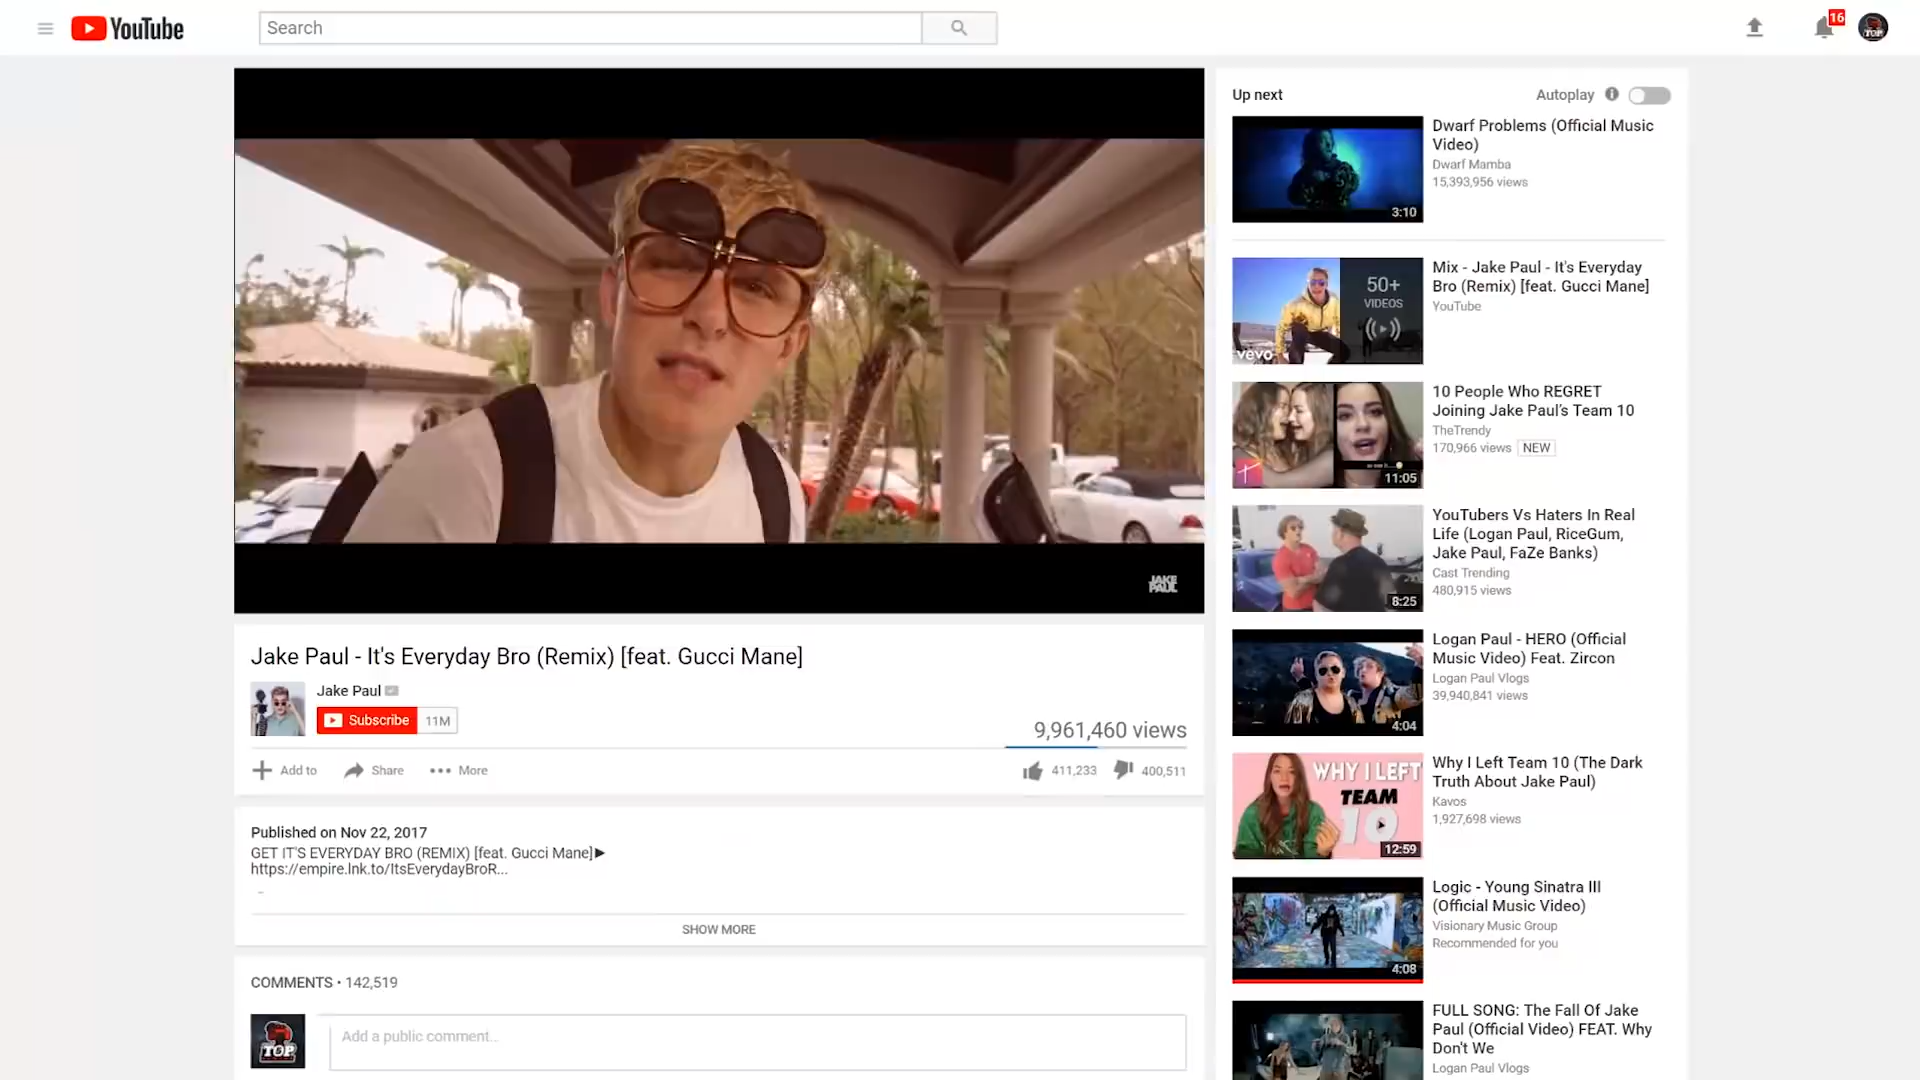 YouTube
Search
16
TOP
JAKE
PAUL
Jake Paul - It's Everyday Bro (Remix) [feat. Gucci Mane]
Jake Paul
Subscribe 11M
9,961,460 views
Add to Share More
411,233 400,511
Published on Nov 22, 2017
GET IT'S EVERYDAY BRO (REMIX) [feat. Gucci Mane]►
https://empire.lnk.to/ItsEverydayBroR...
SHOW MORE
COMMENTS • 142,519
TOP
Add a public comment..
Up next Autoplay
3:10
Dwarf Problems (Official Music
Video)
Dwarf Mamba
15,393,956 views
50+
VIDEOS
vevo
Mix - Jake Paul - It's Everyday
Bro (Remix) [feat. Gucci Mane]
YouTube
11:05
10 People Who REGRET
Joining Jake Paul's Team 10
TheTrendy
170,966 views NEW
8:25
YouTubers Vs Haters In Real
Life (Logan Paul, RiceGum,
Jake Paul, FaZe Banks)
Cast Trending
480,915 views
4:04
Logan Paul - HERO (Official
Music Video) Feat. Zircon
Logan Paul Vlogs
39,940,841 views
WHY I LEFT
TEAM
10
12:59
Why I Left Team 10 (The Dark
Truth About Jake Paul)
Kavos
1,927,698 views
4:08
Logic - Young Sinatra III
(Official Music Video)
Visionary Music Group
Recommended for you
FULL SONG: The Fall Of Jake
Paul (Official Video) FEAT. Why
Don't We
Logan Paul Vlogs